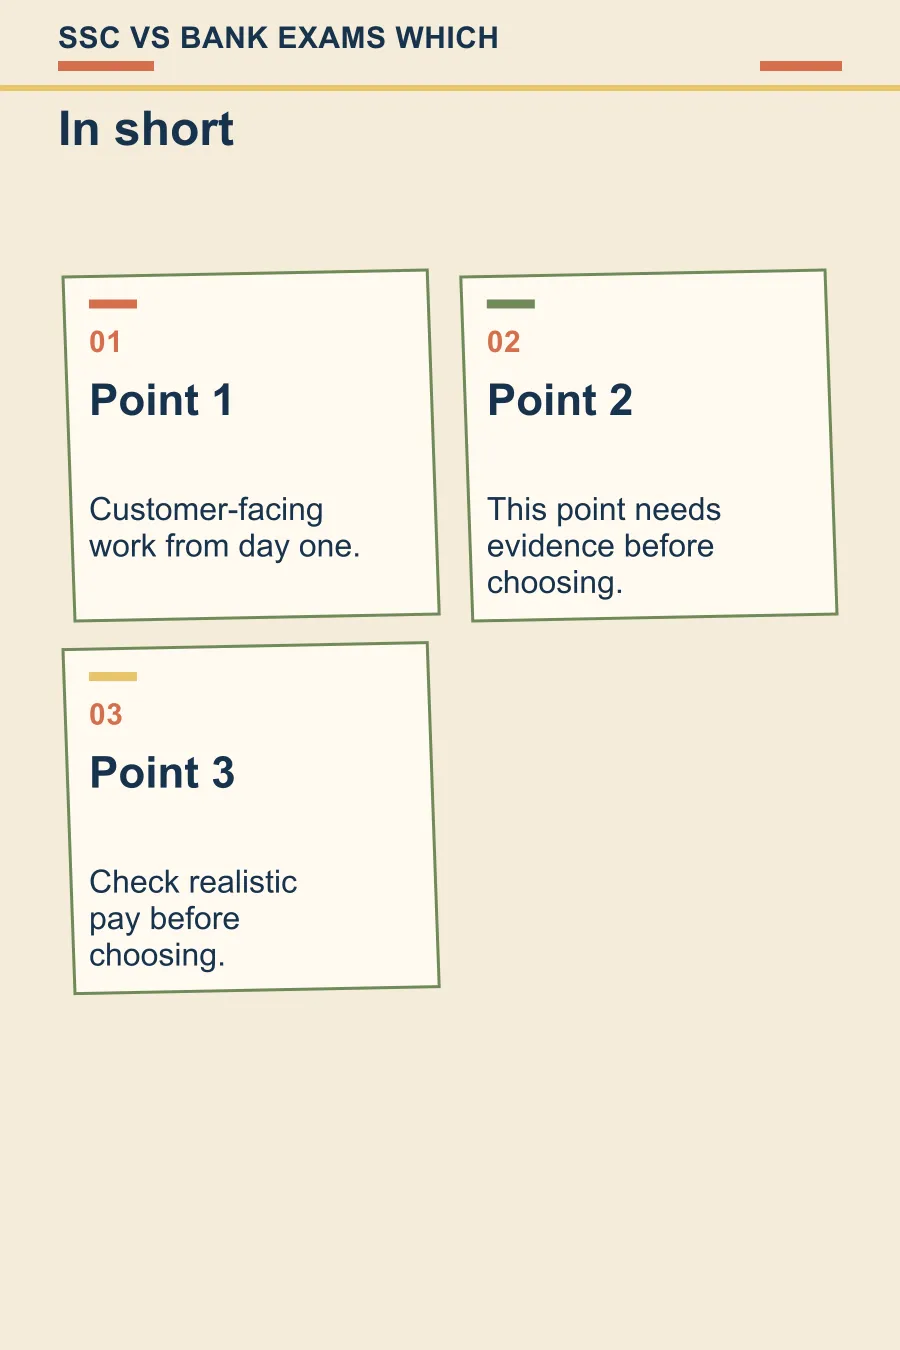 SSC VS BANK EXAMS WHICH
In short
01
Point 1
Customer-facing
work from day one.
02
Point 2
This point needs
evidence before
choosing.
03
Point 3
Check realistic
pay before
choosing.